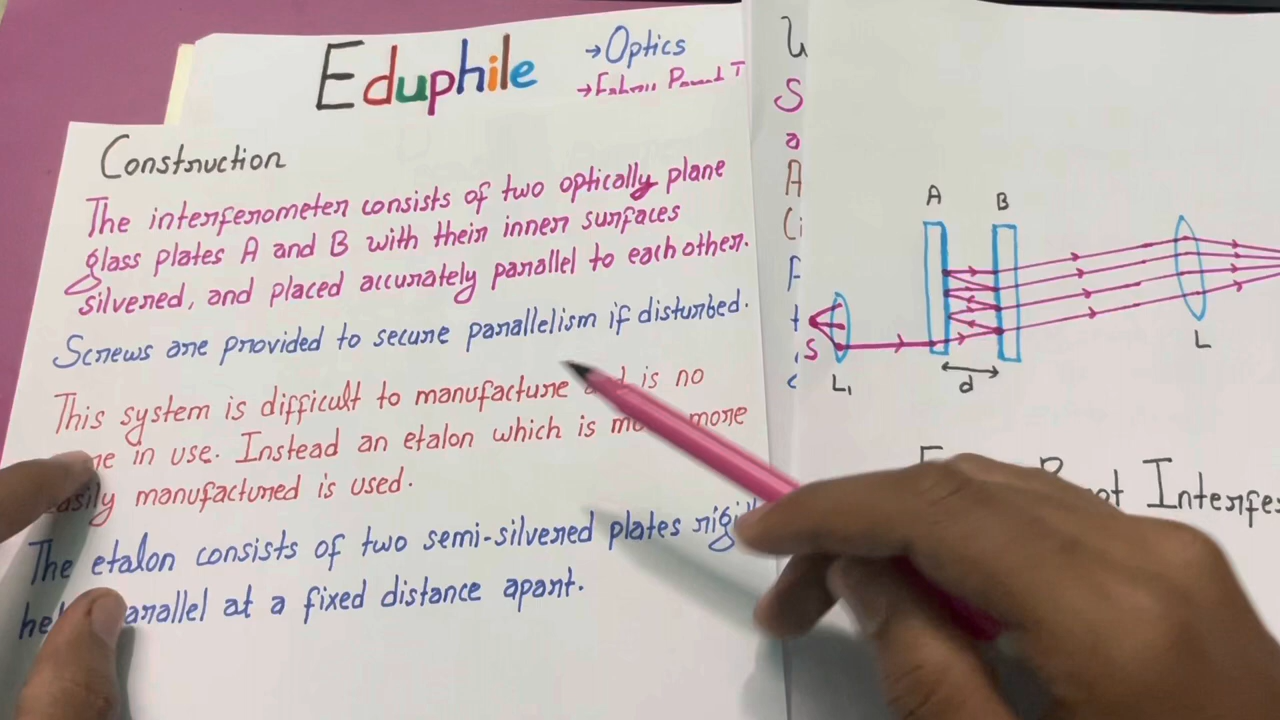 Eduphile
→Optics
Construction
The interferometer consists of two optically plane
glass plates A and B with their inner surfaces
silvered, and placed accurately parallel to each other.
Screws are provided to secure parallelism if disturbed.
This system is difficult to manufacture is no
in use. Instead an etalon which is more
easily manufactured is used.
The etalon consists of two semi-silvered plates
parallel at a fixed distance apart.
A B
S
L₁
d
L